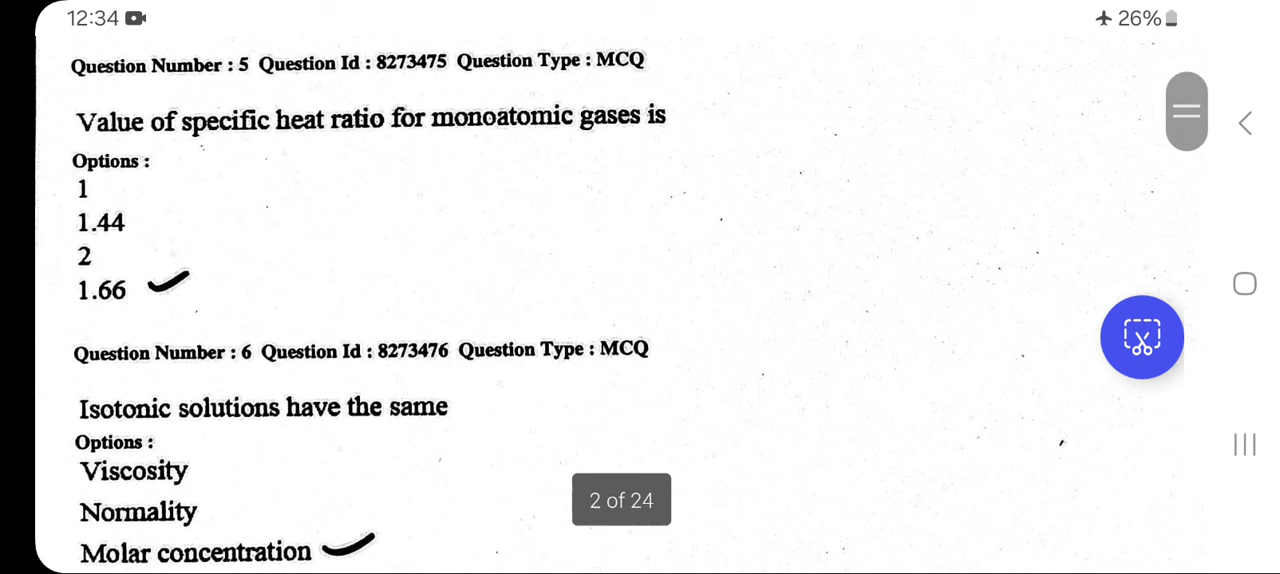 12:34
26%
Question Number : 5 Question Id : 8273475 Question Type : MCQ
Value of specific heat ratio for monoatomic gases is
Options :
1
1.44
2
1.66
Question Number : 6 Question Id : 8273476 Question Type : MCQ
Isotonic solutions have the same
Options :
Viscosity
Normality
2 of 24
Molar concentration